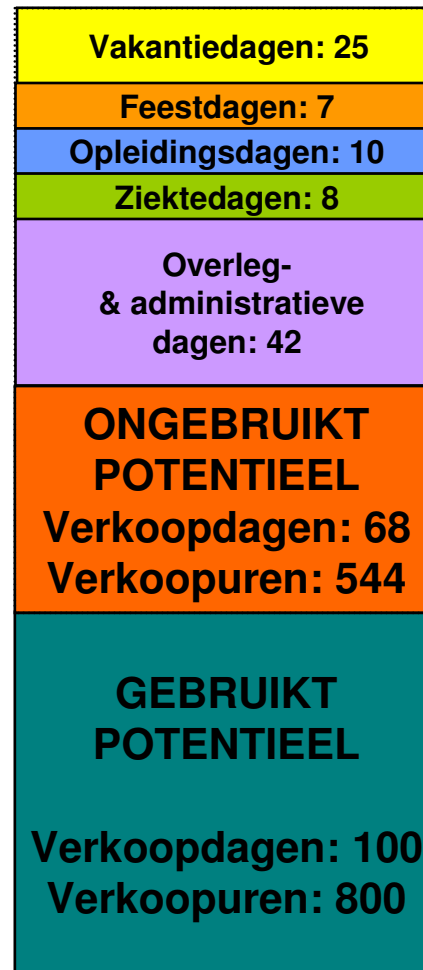 Vakantiedagen: 25
Feestdagen: 7
Opleidingsdagen: 10
Ziektedagen: 8
Overleg-
& administratieve
dagen: 42
ONGEBRUIKT
POTENTIEEL
Verkoopdagen: 68
Verkoopuren: 544
GEBRUIKT
POTENTIEEL
Verkoopdagen: 100
Verkoopuren: 800